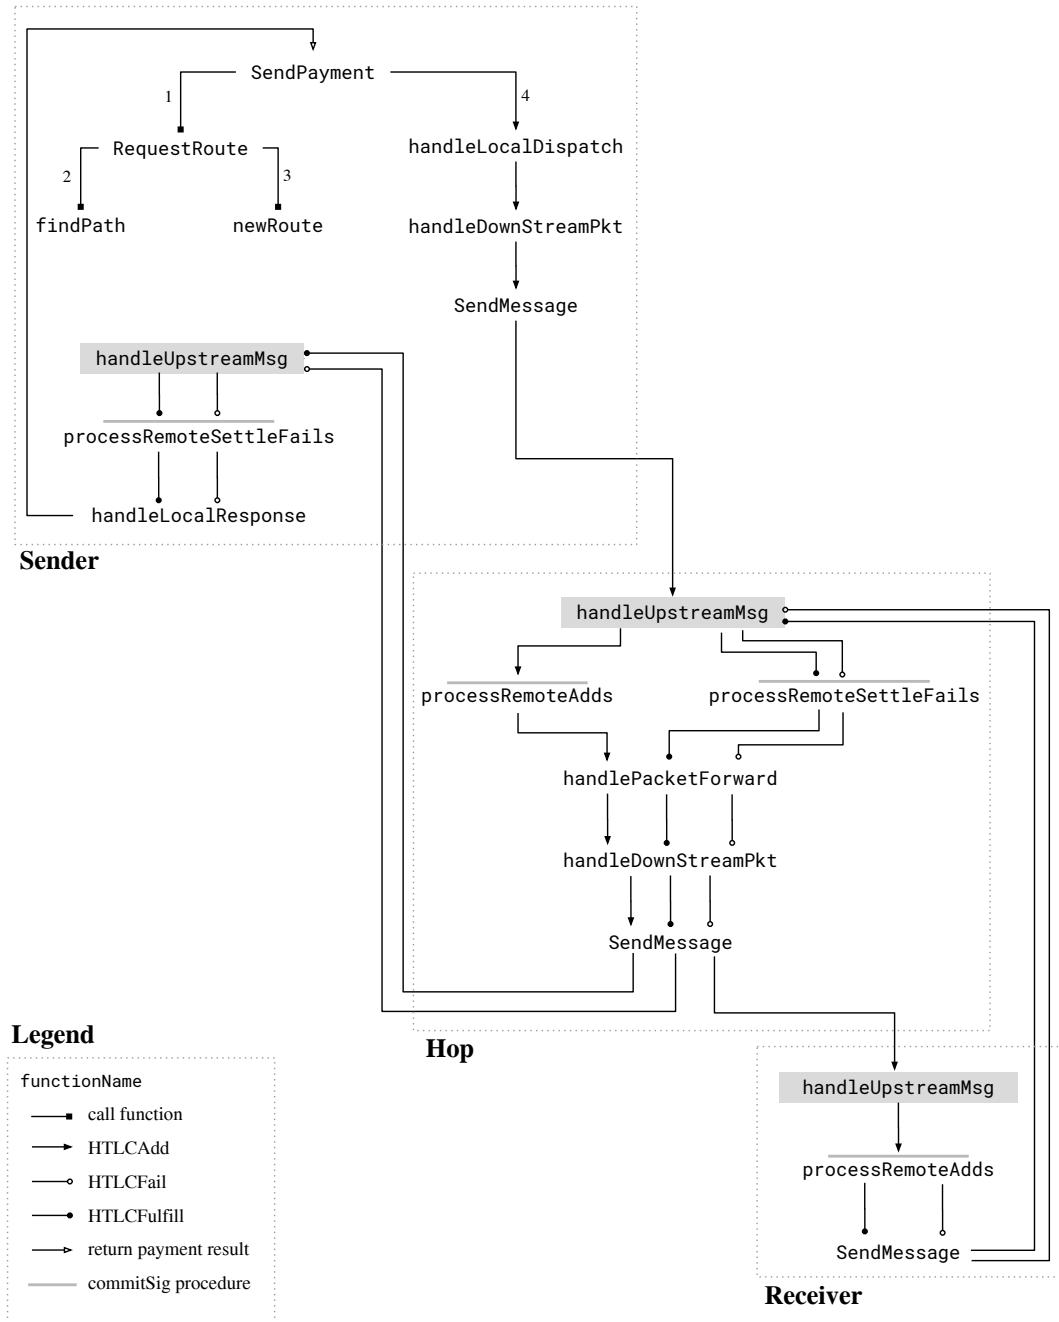 SendPayment
1
4
RequestRoute
handleLocalDispatch
2
3
findPath
newRoute
handleDownStreamPkt
SendMessage
handleUpstreamMsg
processRemoteSettleFails
handleLocalResponse
Sender
handleUpstreamMsg
processRemoteAdds
processRemoteSettleFails
handlePacketForward
handleDownStreamPkt
SendMessage
Hop
Legend
functionName
call function
HTLCAdd
HTLCFail
HTLCFulfill
return payment result
commitSig procedure
handleUpstreamMsg
processRemoteAdds
SendMessage
Receiver